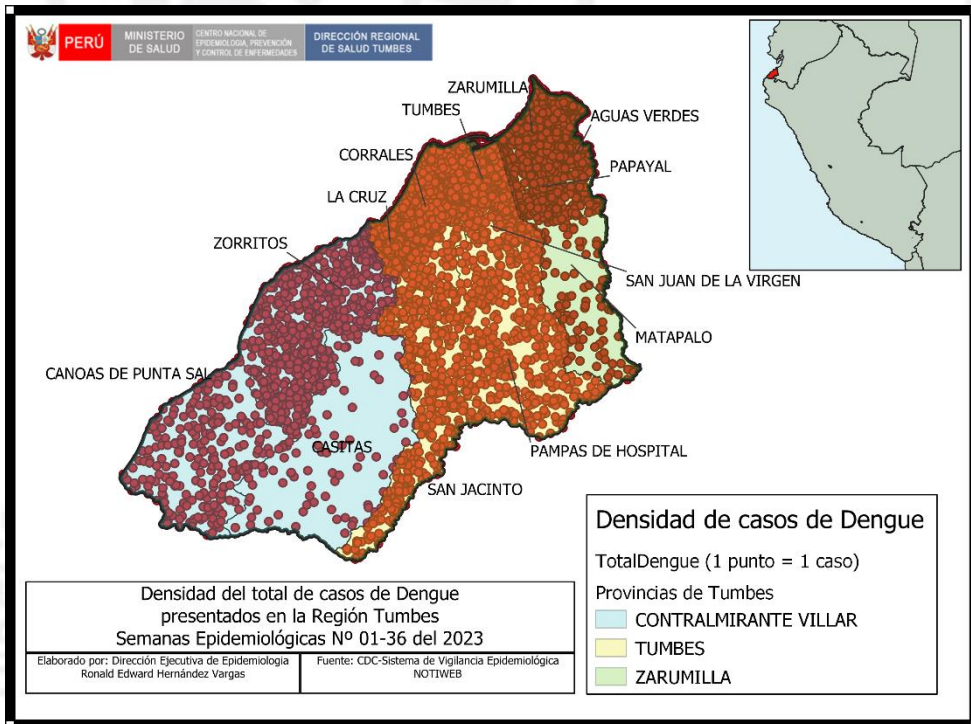 PERÚ
MINISTERIO
DE SALUD
CENTRO NACIONAL DE
EPIDEMIOLOGIA, PREVENCIÓN
Y CONTROL DE ENFERMEDADES
DIRECCIÓN REGIONAL
DE SALUD TUMBES
ZARUMILLA
TUMBES
AGUAS VERDES
CORRALES
PAPAYAL
LA CRUZ
ZORRITOS
SAN JUAN DE LA VIRGEN
MATAPALO
CANOAS DE PUNTA SAL
CASITAS
PAMPAS DE HOSPITAL
SAN JACINTO
Densidad de casos de Dengue
TotalDengue (1 punto = 1 caso)
Provincias de Tumbes
CONTRALMIRANTE VILLAR
TUMBES
ZARUMILLA
Densidad del total de casos de Dengue
presentados en la Región Tumbes
Semanas Epidemiológicas Nº 01-36 del 2023
Elaborado por: Dirección Ejecutiva de Epidemiologia
Ronald Edward Hernández Vargas
Fuente: CDC-Sistema de Vigilancia Epidemiológica
NOTIWEB